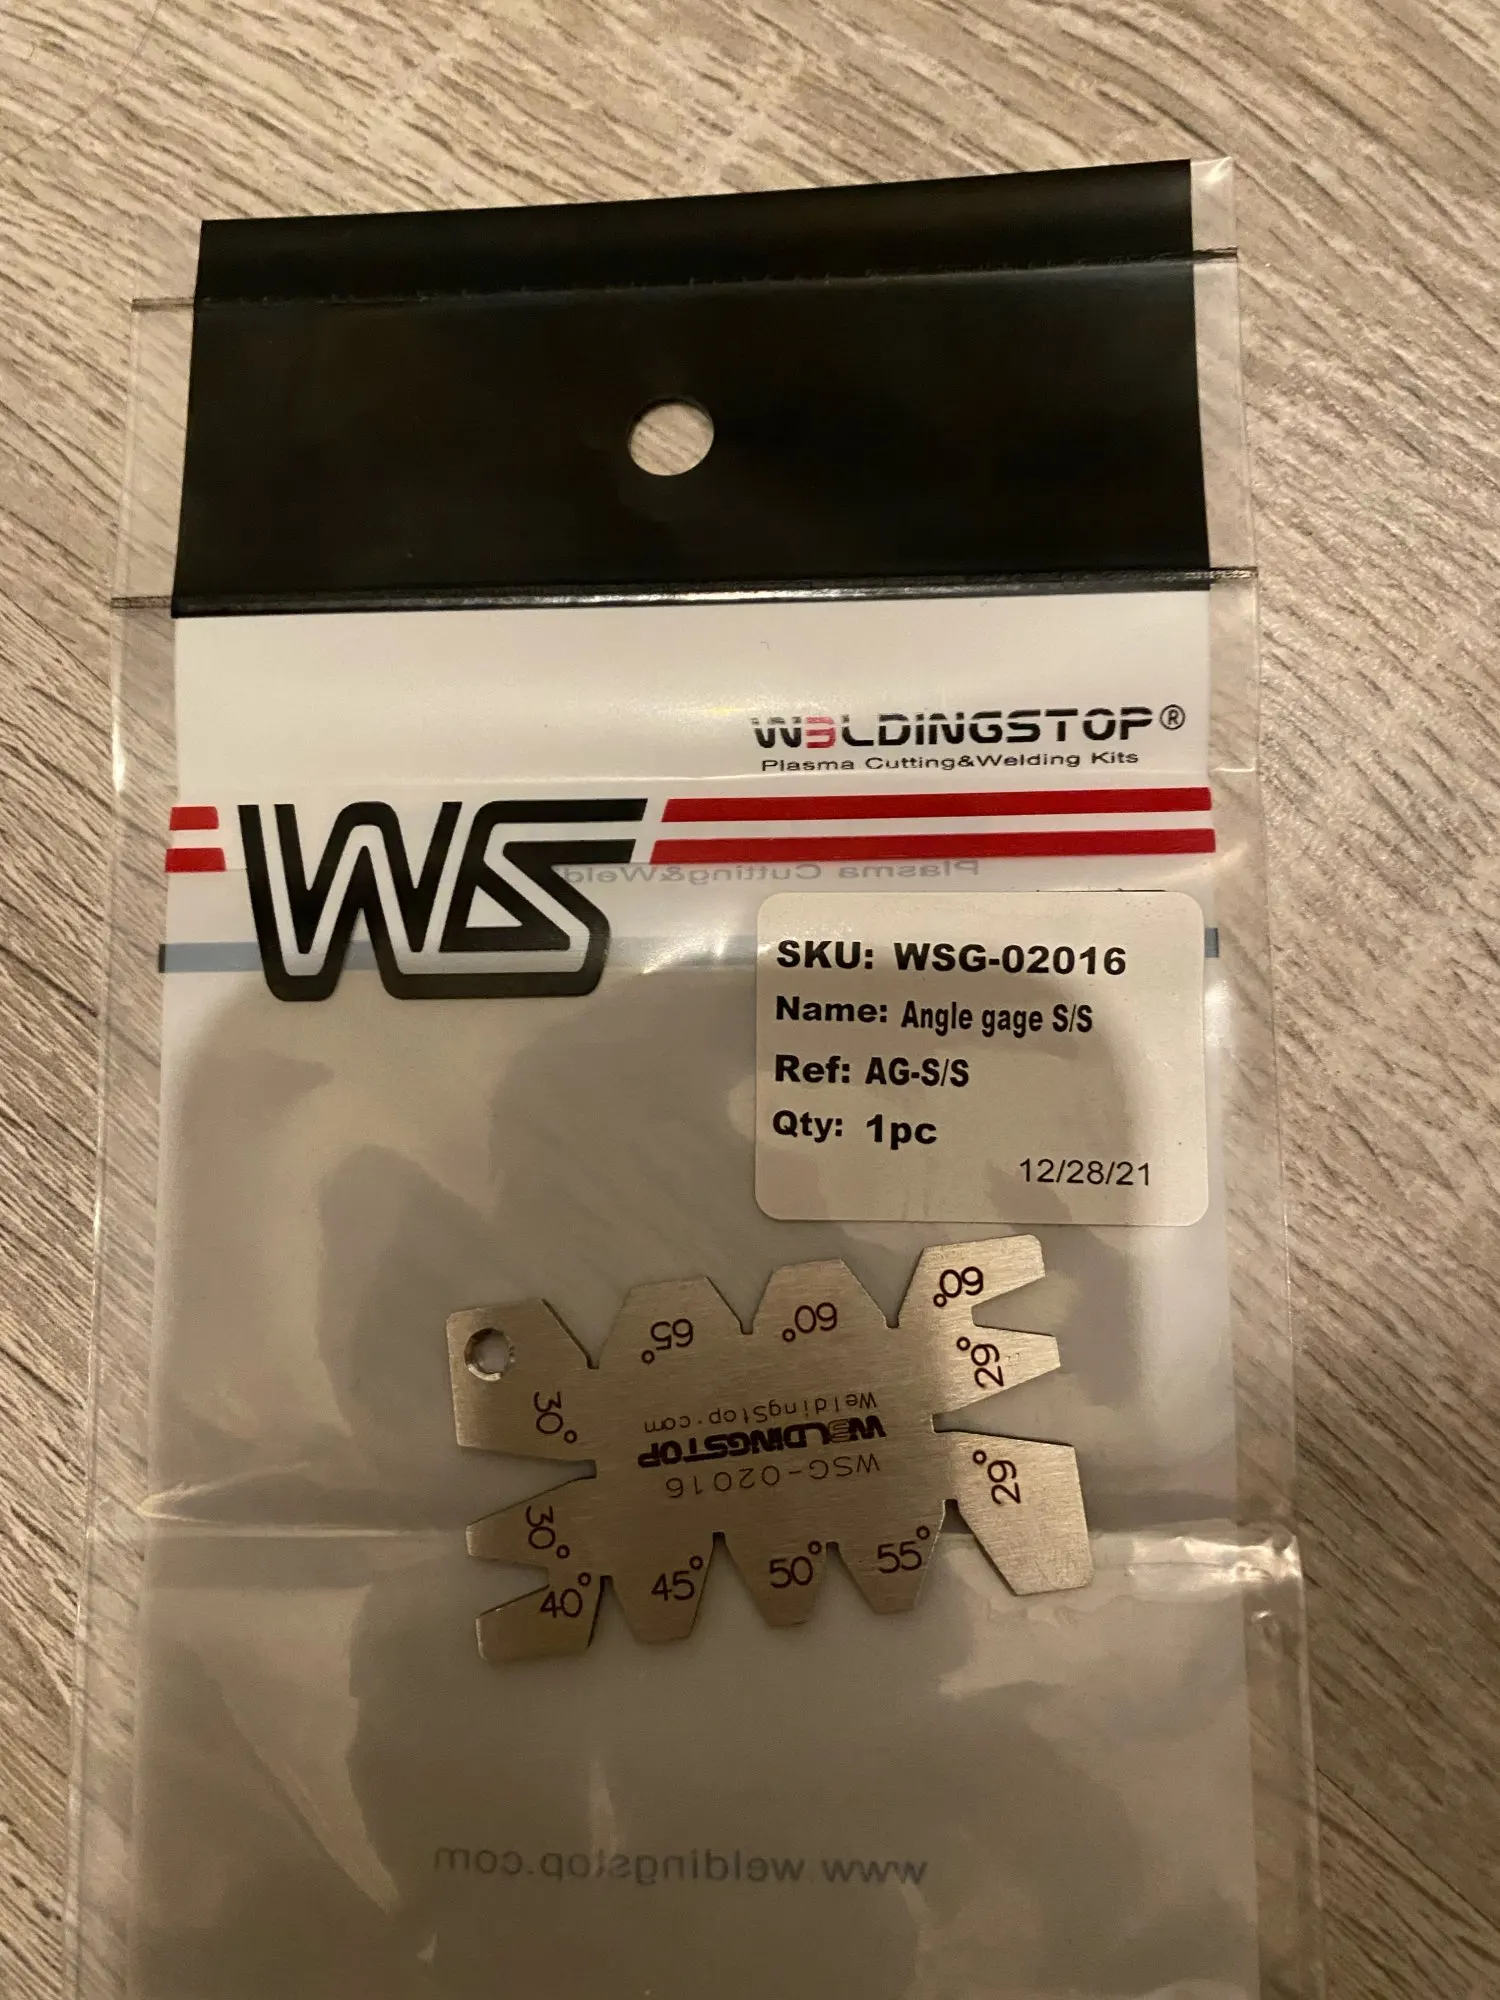 WELDINGSTOP®
Plasma Cutting&Welding Kits
WS
Plasma Cutting&Weld
SKU: WSG-02016
Name: Angle gage S/S
Ref: AG-S/S
Qty: 1pc
12/28/21
60°
60°
65°
29°
30°
WeldingStop.com
WELDINGSTOP
WSG-02016
29°
30°
55°
50°
45°
40°
www.weldingstop.com